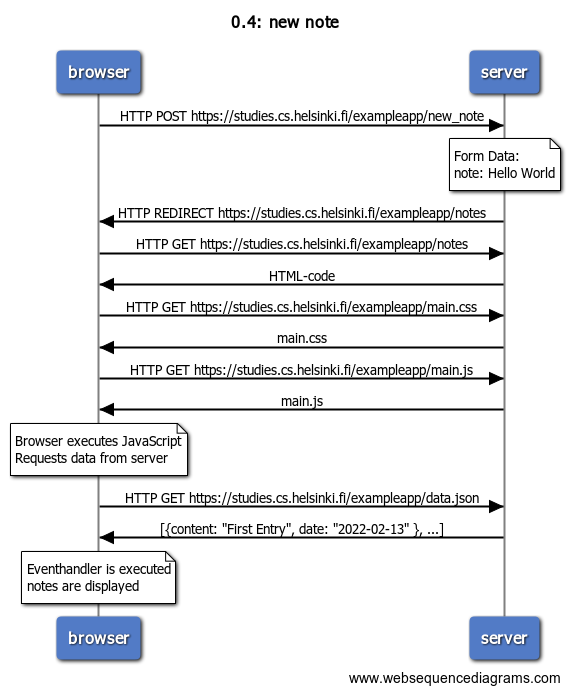 0.4: new note
browser
server
HTTP POST https://studies.cs.helsinki.fi/exampleapp/new_note
Form Data:
note: Hello World
HTTP REDIRECT https://studies.cs.helsinki.fi/exampleapp/notes
HTTP GET https://studies.cs.helsinki.fi/exampleapp/notes
HTML-code
HTTP GET https://studies.cs.helsinki.fi/exampleapp/main.css
main.css
HTTP GET https://studies.cs.helsinki.fi/exampleapp/main.js
main.js
Browser executes JavaScript
Requests data from server
HTTP GET https://studies.cs.helsinki.fi/exampleapp/data.json
[{content: "First Entry", date: "2022-02-13" }, ...]
Eventhandler is executed
notes are displayed
browser
server
www.websequencediagrams.com